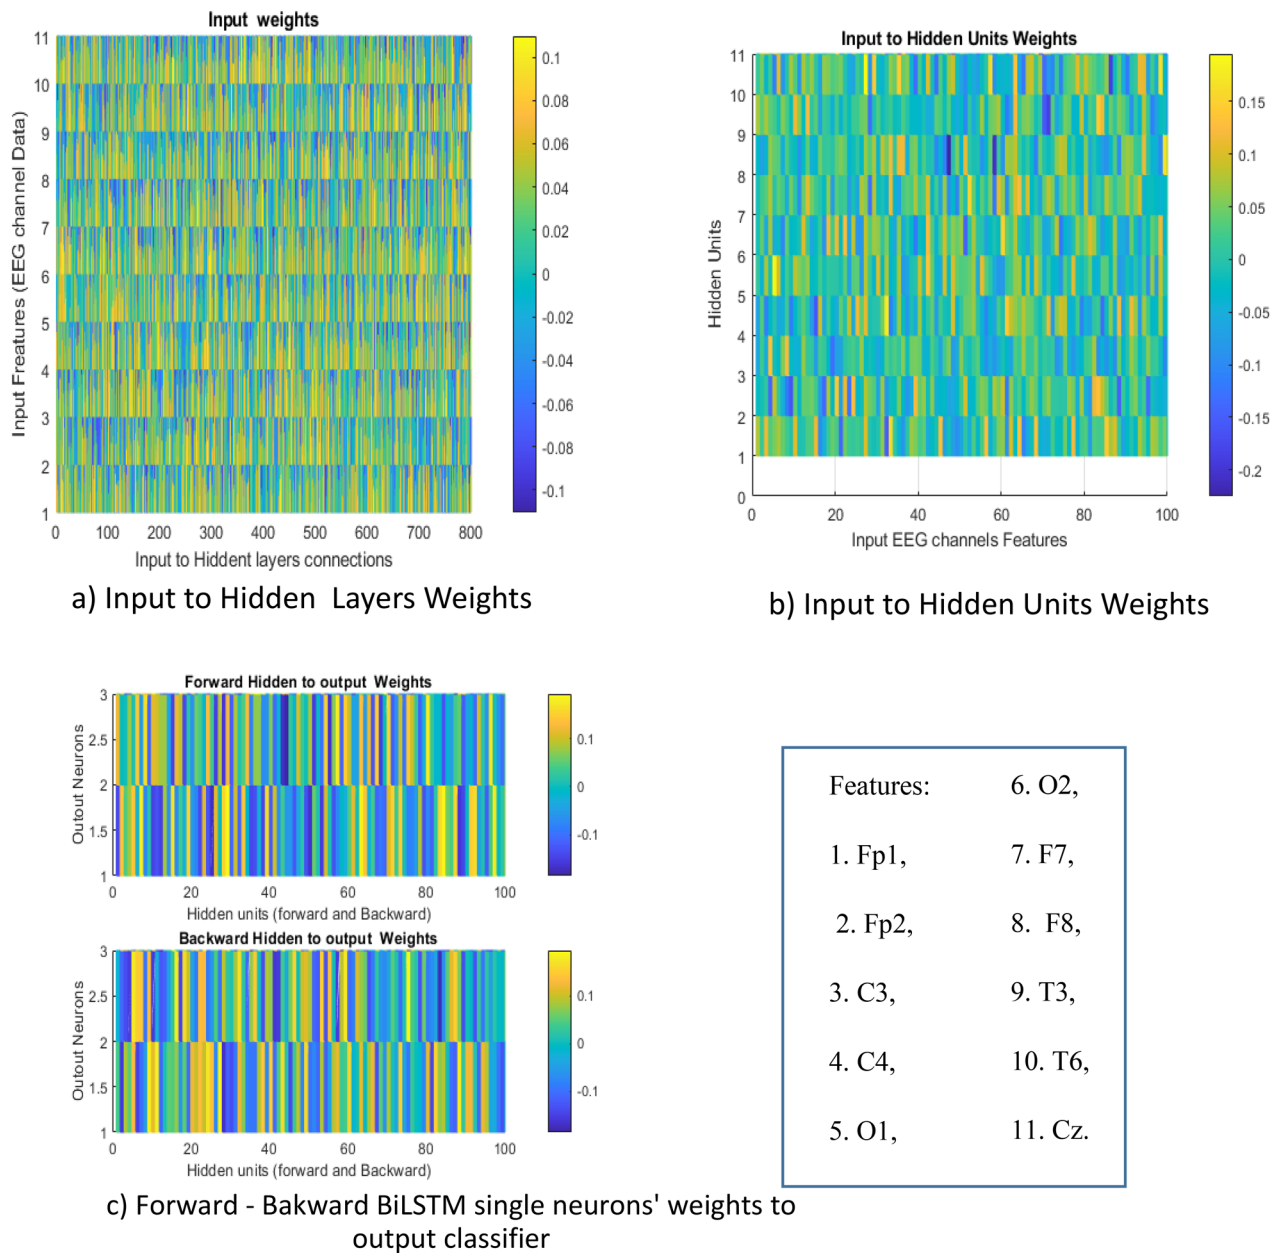 Input weights
11
10
9
8
7
6
5
4
3
2
1
Input Freatures (EEG channel Data)
0 100 200 300 400 500 600 700 800
Input to Hiddent layers connections
0.1
0.08
0.06
0.04
0.02
0
-0.02
-0.04
-0.06
-0.08
-0.1
a) Input to Hidden Layers Weights
Input to Hidden Units Weights
11
10
9
8
7
6
5
4
3
2
1
0
Hidden Units
0 20 40 60 80 100
Input EEG channels Features
0.15
0.1
0.05
0
-0.05
-0.1
-0.15
-0.2
b) Input to Hidden Units Weights
Forward Hidden to output Weights
3
2.5
2
1.5
1
Outout Neurons
0 20 40 60 80 100
Hidden units (forward and Backward)
0.1
0
-0.1
Backward Hidden to output Weights
3
2.5
2
1.5
1
Outout Neurons
0 20 40 60 80 100
Hidden units (forward and Backward)
0.1
0
-0.1
c) Forward - Bakward BiLSTM single neurons' weights to
output classifier
Features:
1. Fp1,
2. Fp2,
3. C3,
4. C4,
5. O1,
6. O2,
7. F7,
8. F8,
9. T3,
10. T6,
11. Cz.